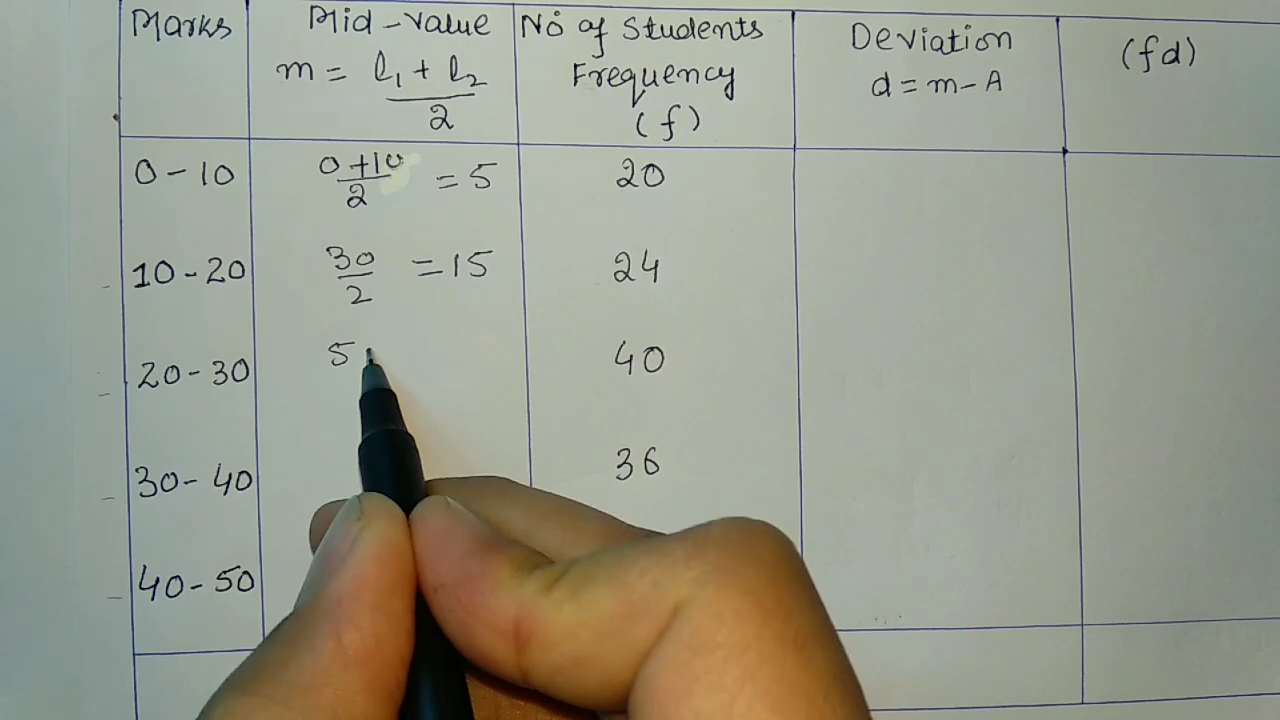 Marks Mid-value No of Students Deviation (fd)
m = l₁ + l₂ / 2 Frequency d = m - A
(f)
0 - 10 0 + 10 / 2 = 5 20
10 - 20 30 / 2 = 15 24
20 - 30 5 40
30 - 40 36
40 - 50